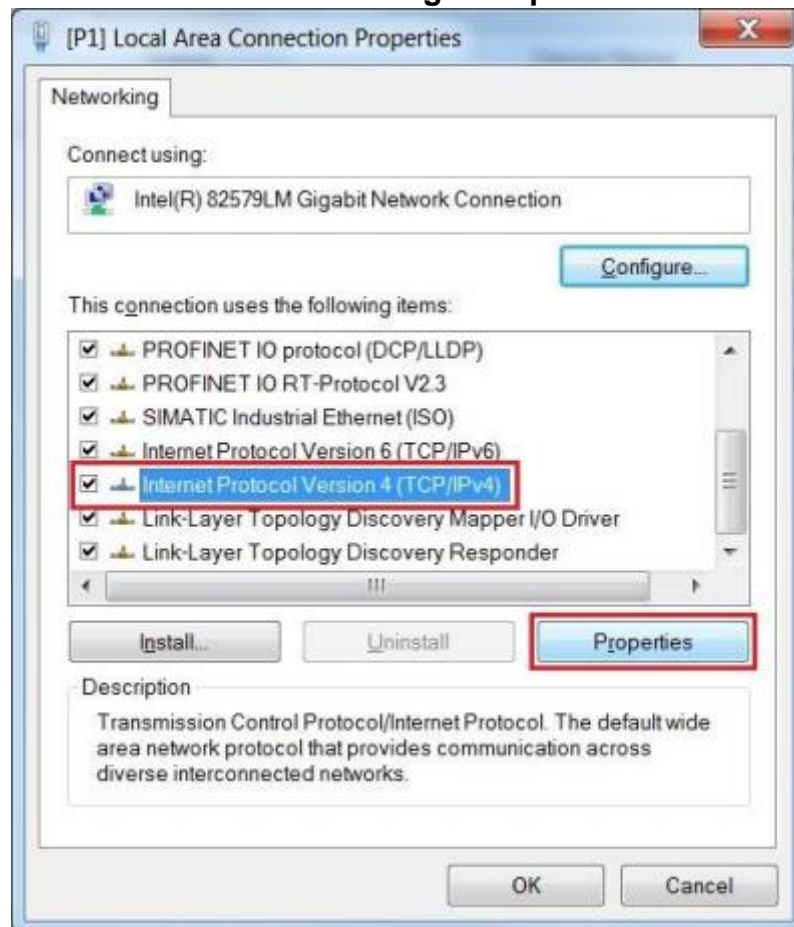 [P1] Local Area Connection Properties
Networking
Connect using:
Intel(R) 82579LM Gigabit Network Connection
Configure...
This connection uses the following items:
PROFINET IO protocol (DCP/LLDP)
PROFINET IO RT-Protocol V2.3
SIMATIC Industrial Ethernet (ISO)
Internet Protocol Version 6 (TCP/IPv6)
Internet Protocol Version 4 (TCP/IPv4)
Link-Layer Topology Discovery Mapper I/O Driver
Link-Layer Topology Discovery Responder
Install...
Uninstall
Properties
Description
Transmission Control Protocol/Internet Protocol. The default wide
area network protocol that provides communication across
diverse interconnected networks.
OK
Cancel